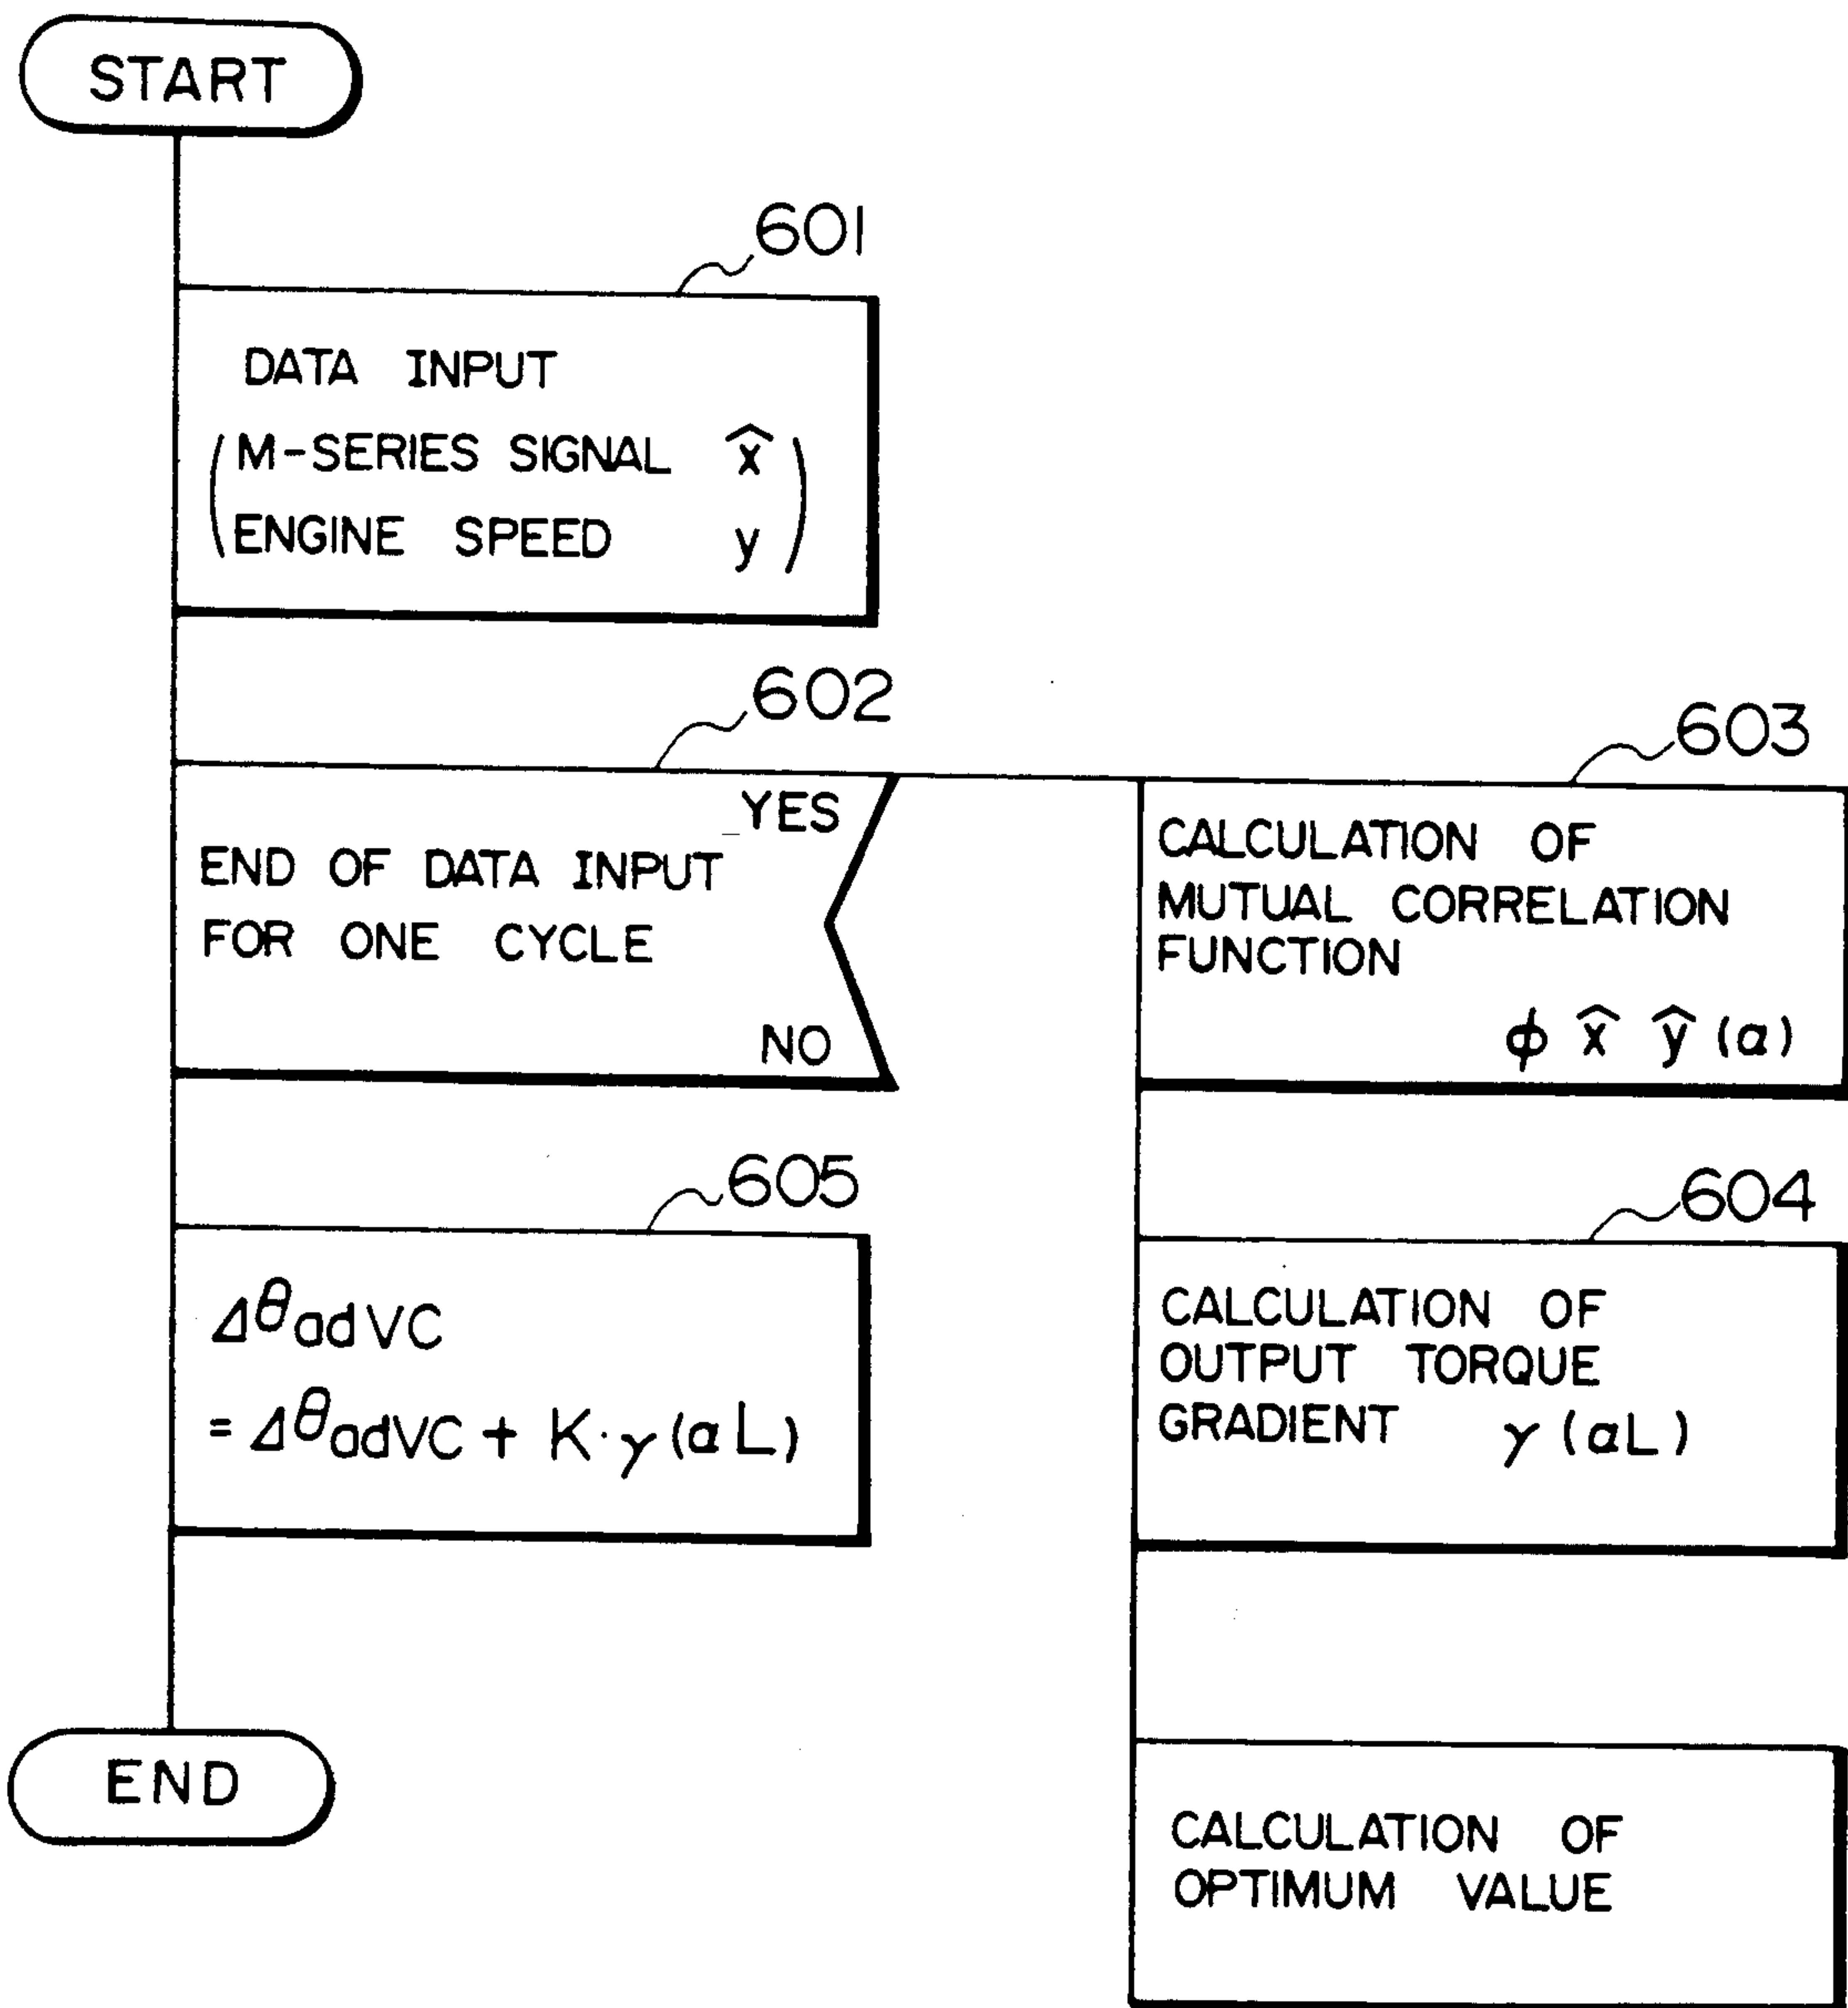 START
601
DATA INPUT
(M-SERIES SIGNAL x̂
ENGINE SPEED y)
602
YES
END OF DATA INPUT
FOR ONE CYCLE
NO
603
CALCULATION OF
MUTUAL CORRELATION
FUNCTION
ϕ x̂ ŷ (α)
604
CALCULATION OF
OUTPUT TORQUE
GRADIENT γ (αL)
CALCULATION OF
OPTIMUM VALUE
605
Δθadvc
= Δθadvc + K·γ(αL)
END